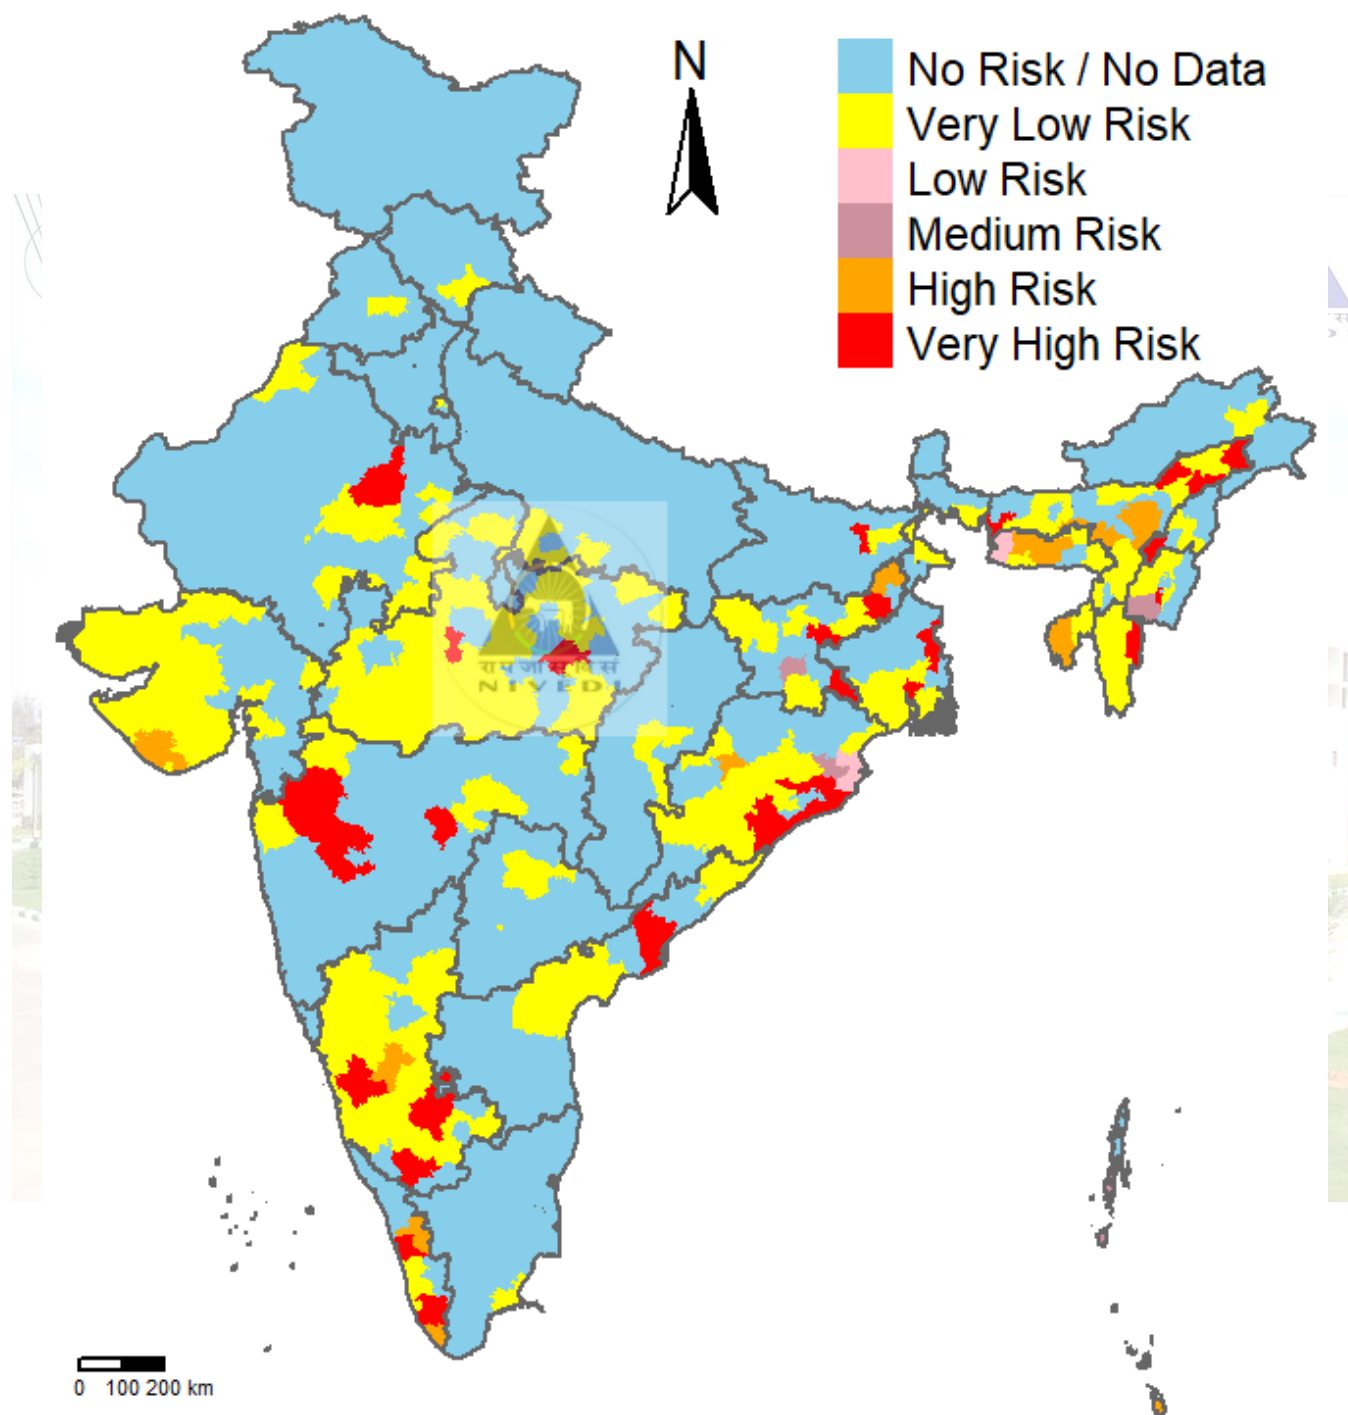 N
No Risk / No Data
Very Low Risk
Low Risk
Medium Risk
High Risk
Very High Risk
NIVEDI
0 100 200 km